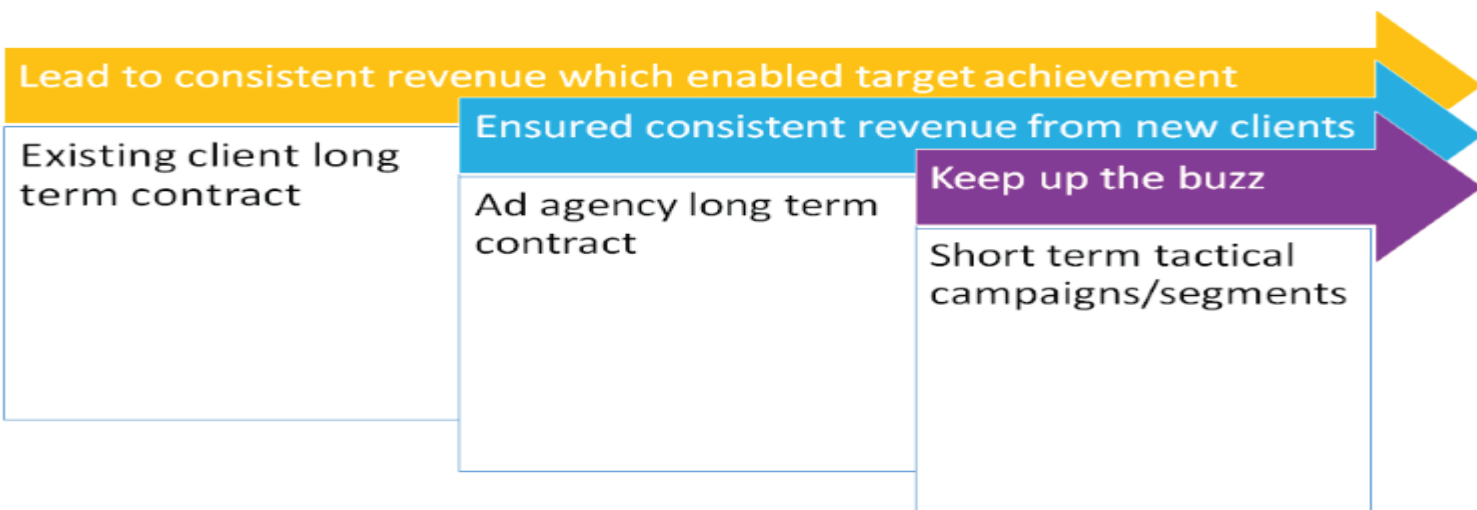 Lead to consistent revenue which enabled target achievement
Existing client long
term contract
Ensured consistent revenue from new clients
Ad agency long term
contract
Keep up the buzz
Short term tactical
campaigns/segments